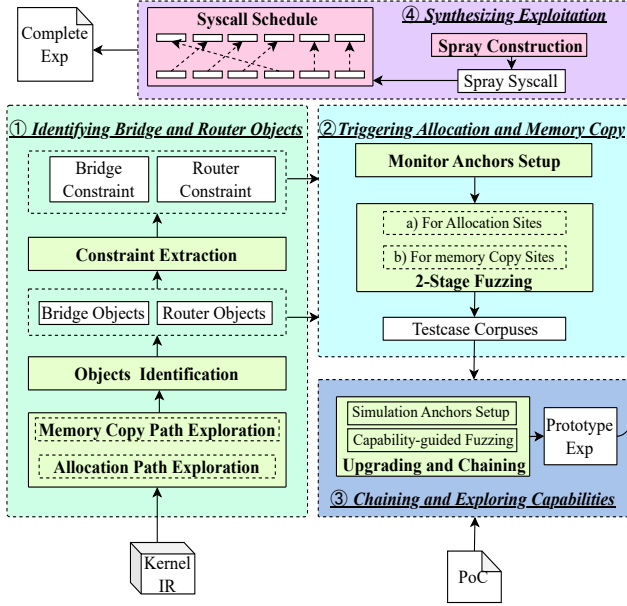 Complete
Exp
Syscall Schedule
④ Synthesizing Exploitation
Spray Construction
Spray Syscall
① Identifying Bridge and Router Objects
Bridge
Constraint
Router
Constraint
Constraint Extraction
Bridge Objects
Router Objects
Objects Identification
Memory Copy Path Exploration
Allocation Path Exploration
Kernel
IR
② Triggering Allocation and Memory Copy
Monitor Anchors Setup
a) For Allocation Sites
b) For memory Copy Sites
2-Stage Fuzzing
Testcase Corpuses
Simulation Anchors Setup
Capability-guided Fuzzing
Upgrading and Chaining
Prototype
Exp
③ Chaining and Exploring Capabilities
PoC